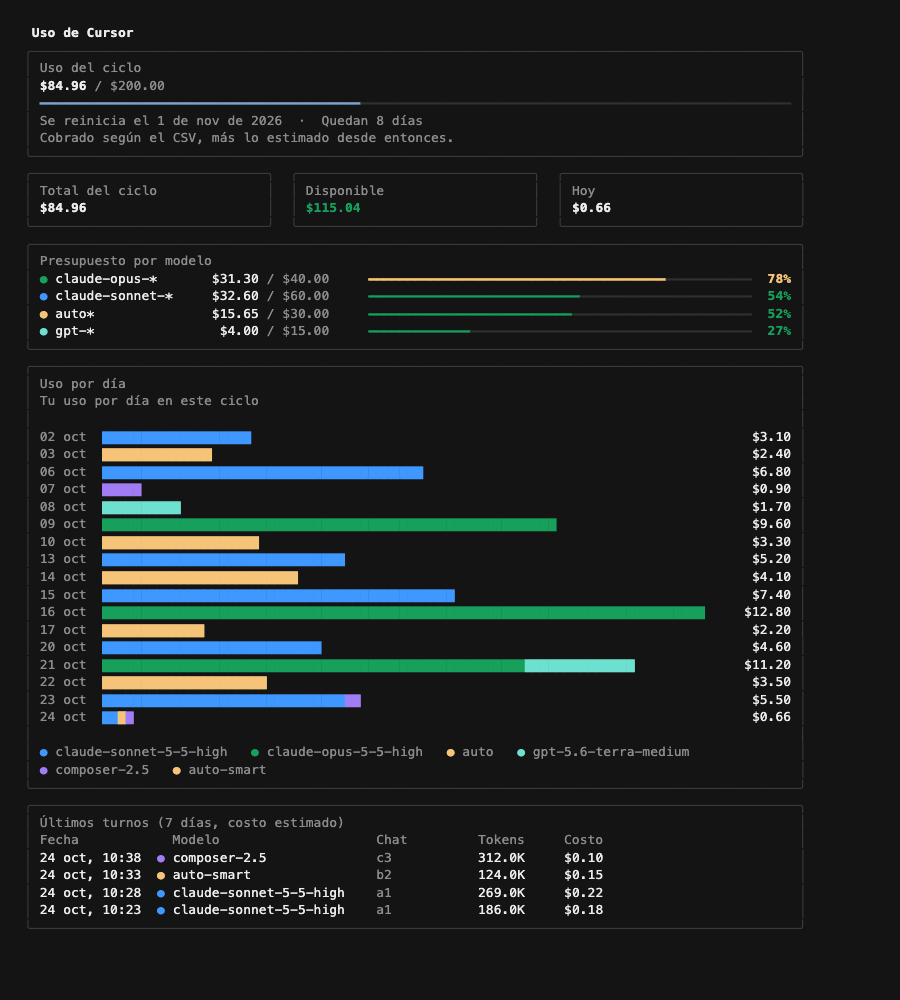 Uso de Cursor
Uso del ciclo
$84.96 / $200.00
Se reinicia el 1 de nov de 2026 · Quedan 8 días
Cobrado según el CSV, más lo estimado desde entonces.
Total del ciclo Disponible Hoy
$84.96 $115.04 $0.66
Presupuesto por modelo
claude-opus-* $31.30 / $40.00 78%
claude-sonnet-* $32.60 / $60.00 54%
auto* $15.65 / $30.00 52%
gpt-* $4.00 / $15.00 27%
Uso por día
Tu uso por día en este ciclo
02 oct $3.10
03 oct $2.40
06 oct $6.80
07 oct $0.90
08 oct $1.70
09 oct $9.60
10 oct $3.30
13 oct $5.20
14 oct $4.10
15 oct $7.40
16 oct $12.80
17 oct $2.20
20 oct $4.60
21 oct $11.20
22 oct $3.50
23 oct $5.50
24 oct $0.66
claude-sonnet-5-5-high claude-opus-5-5-high auto gpt-5.6-terra-medium
composer-2.5 auto-smart
Últimos turnos (7 días, costo estimado)
Fecha Modelo Chat Tokens Costo
24 oct, 10:38 composer-2.5 c3 312.0K $0.10
24 oct, 10:33 auto-smart b2 124.0K $0.15
24 oct, 10:28 claude-sonnet-5-5-high a1 269.0K $0.22
24 oct, 10:23 claude-sonnet-5-5-high a1 186.0K $0.18